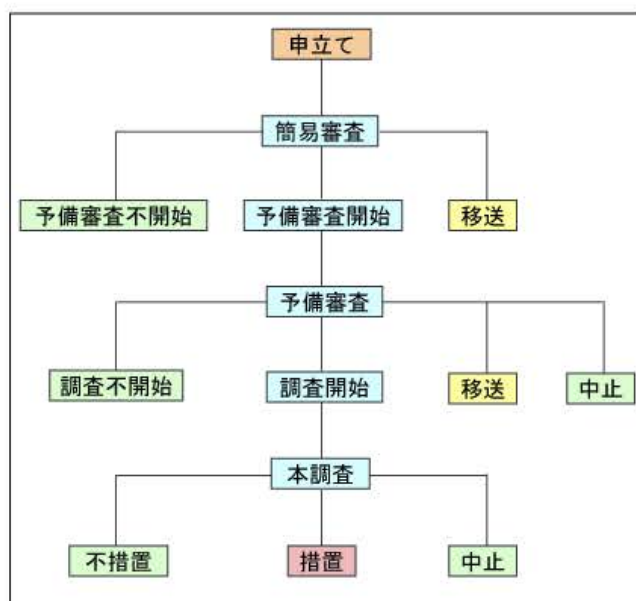 申立て
簡易審査
予備審査不開始
予備審査開始
移送
予備審査
調査不開始
調査開始
移送
中止
本調査
不措置
措置
中止